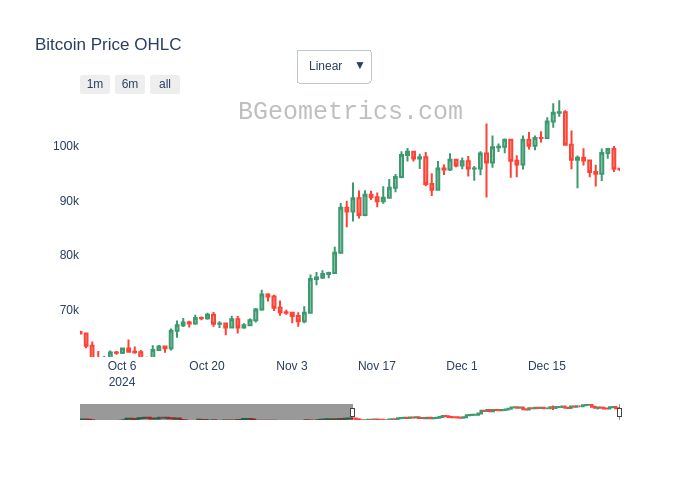 Bitcoin Price OHLC
Linear ▼
1m 6m all
BGeometrics.com
100k
90k
80k
70k
Oct 6 Oct 20 Nov 3 Nov 17 Dec 1 Dec 15
2024